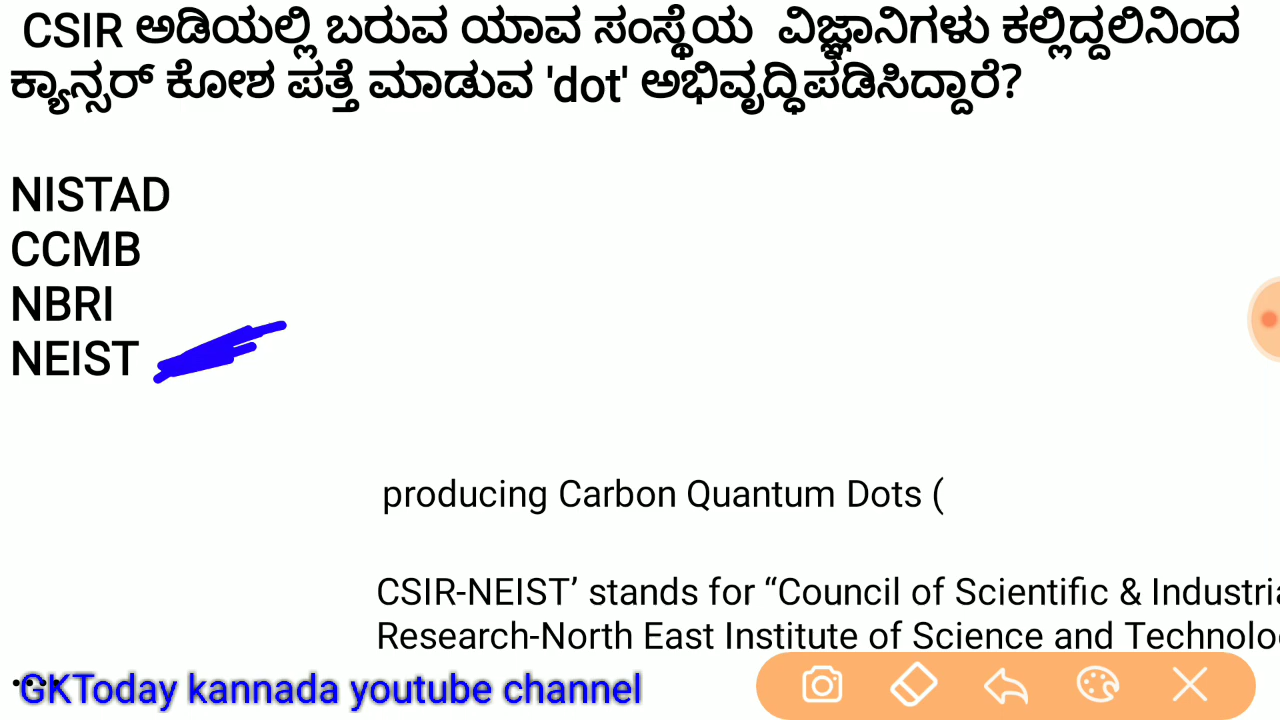 CSIR ಅಡಿಯಲ್ಲಿ ಬರುವ ಯಾವ ಸಂಸ್ಥೆಯ ವಿಜ್ಞಾನಿಗಳು ಕಲ್ಲಿದ್ದಲಿನಿಂದ
ಕ್ಯಾನ್ಸರ್ ಕೋಶ ಪತ್ತೆ ಮಾಡುವ 'dot' ಅಭಿವೃದ್ಧಿಪಡಿಸಿದ್ದಾರೆ?
NISTAD
CCMB
NBRI
NEIST
producing Carbon Quantum Dots (
CSIR-NEIST’ stands for “Council of Scientific & Industria
Research-North East Institute of Science and Technolo
GKToday kannada youtube channel